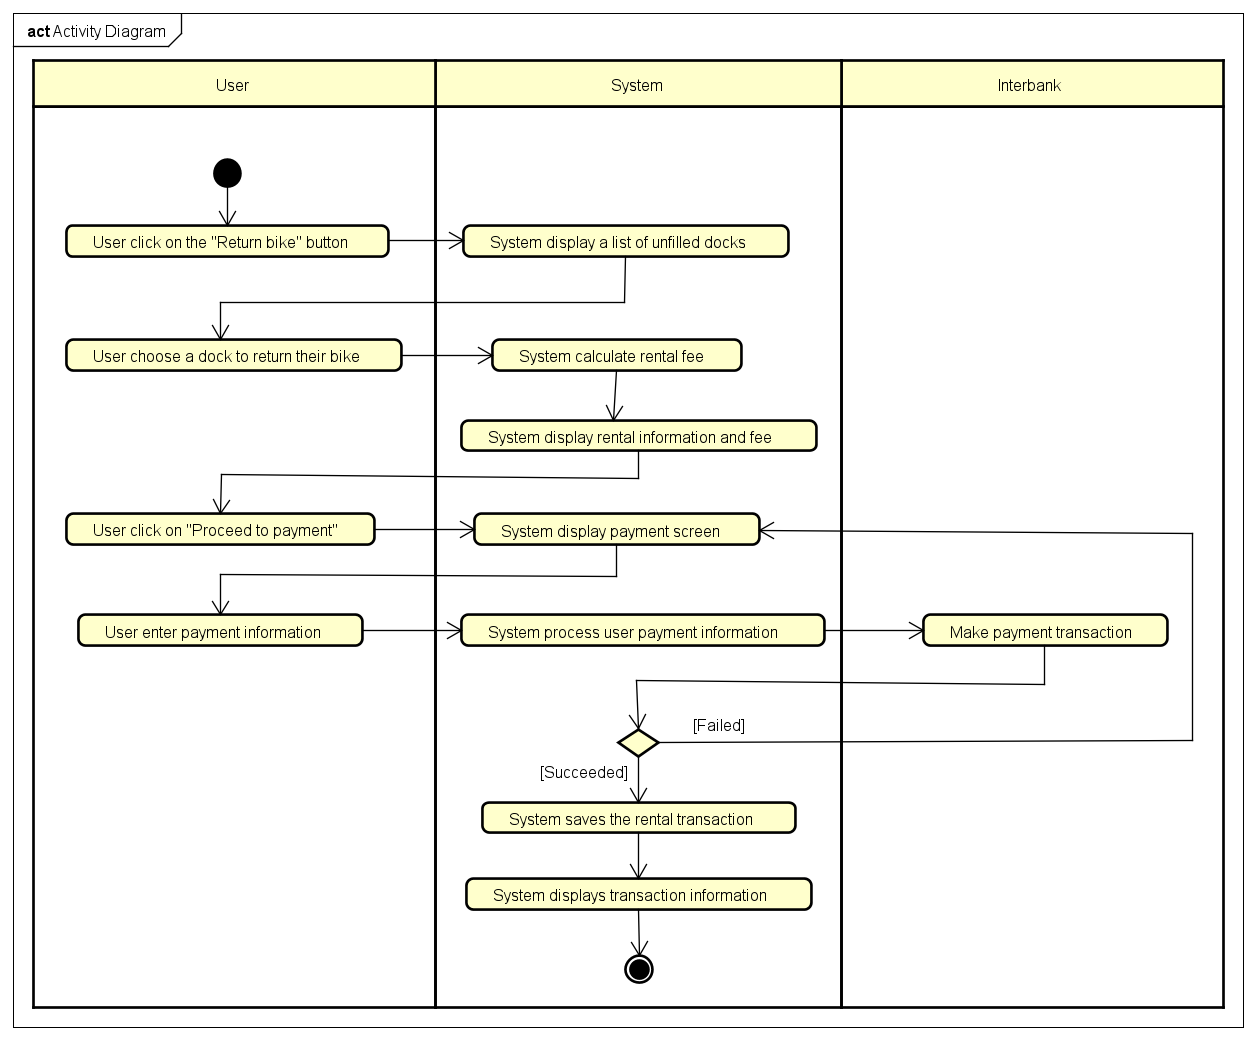 act Activity Diagram
User
System
Interbank
User click on the "Return bike" button
System display a list of unfilled docks
User choose a dock to return their bike
System calculate rental fee
System display rental information and fee
User click on "Proceed to payment"
System display payment screen
User enter payment information
System process user payment information
Make payment transaction
[Failed]
[Succeeded]
System saves the rental transaction
System displays transaction information